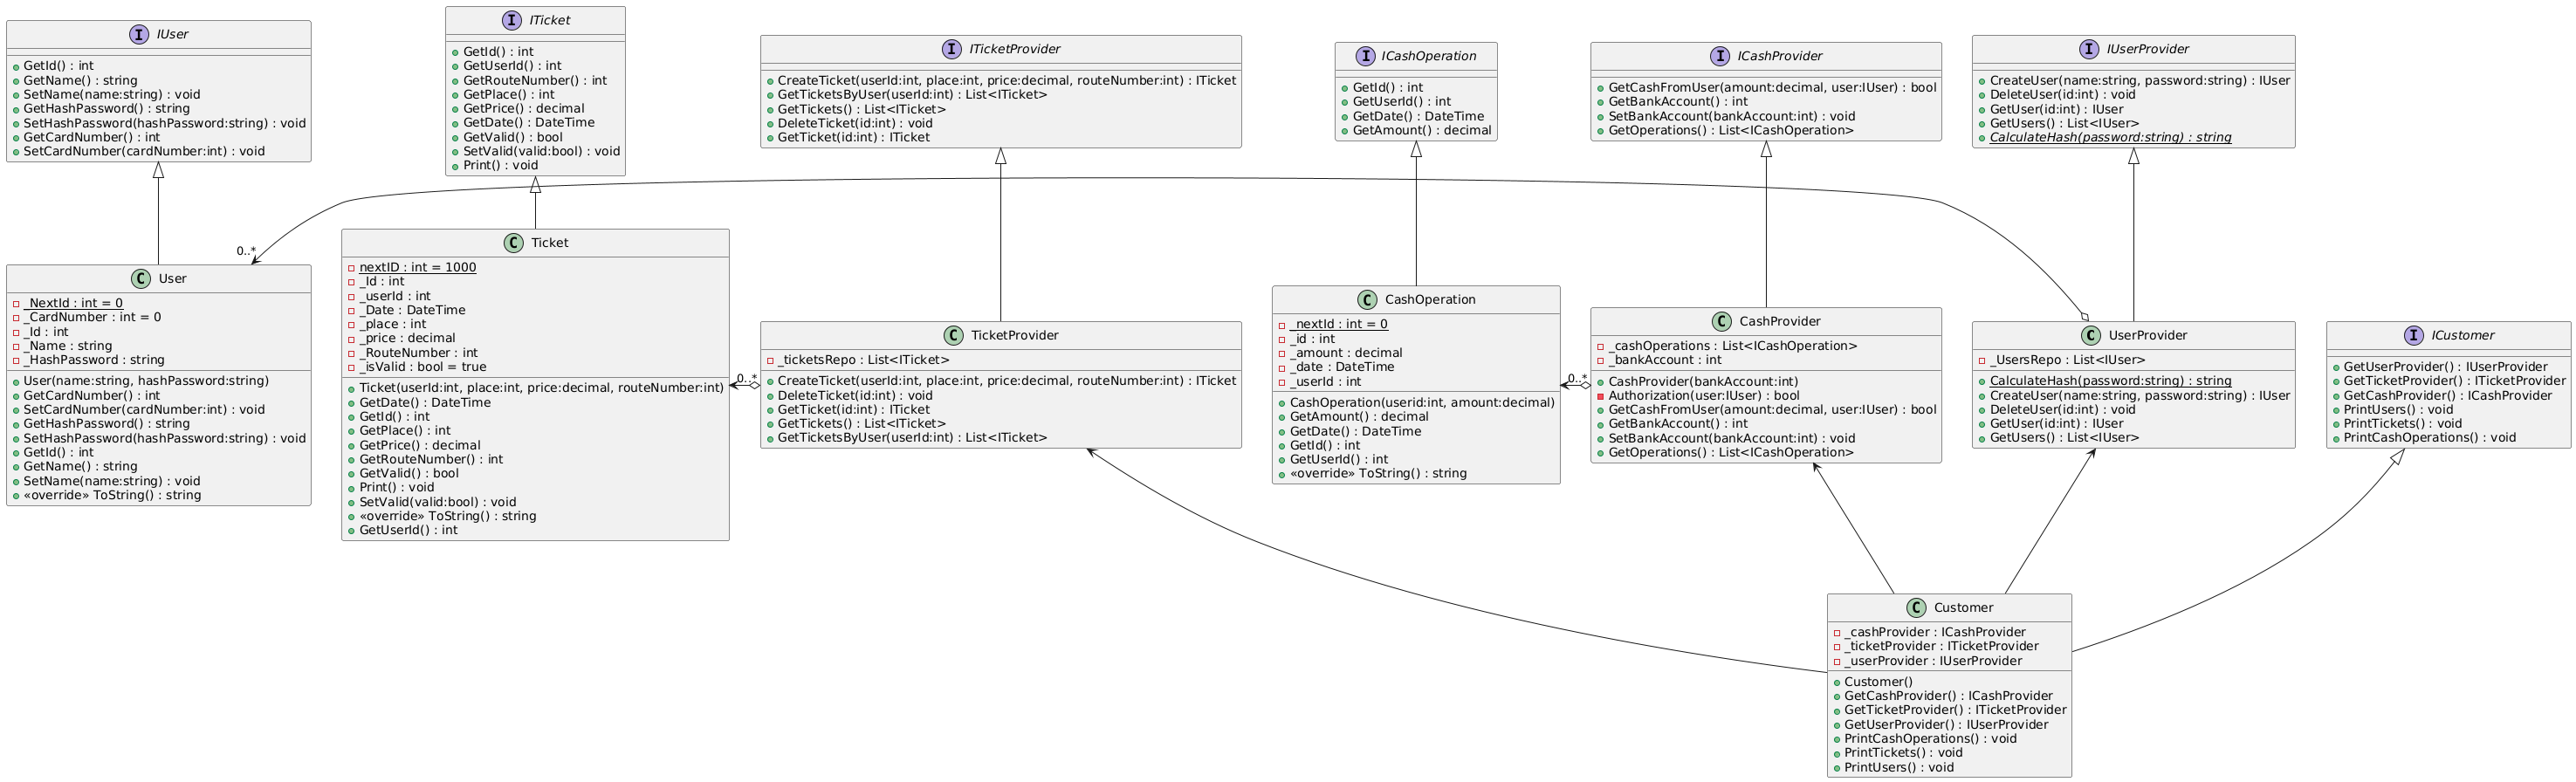 I IUser
GetId() : int
GetName() : string
SetName(name:string) : void
GetHashPassword() : string
SetHashPassword(hashPassword:string) : void
GetCardNumber() : int
SetCardNumber(cardNumber:int) : void
I ITicket
GetId() : int
GetUserId() : int
GetRouteNumber() : int
GetPlace() : int
GetPrice() : decimal
GetDate() : DateTime
GetValid() : bool
SetValid(valid:bool) : void
Print() : void
I ITicketProvider
CreateTicket(userId:int, place:int, price:decimal, routeNumber:int) : ITicket
GetTicketsByUser(userId:int) : List<ITicket>
GetTickets() : List<ITicket>
DeleteTicket(id:int) : void
GetTicket(id:int) : ITicket
I ICashOperation
GetId() : int
GetUserId() : int
GetDate() : DateTime
GetAmount() : decimal
I ICashProvider
GetCashFromUser(amount:decimal, user:IUser) : bool
GetBankAccount() : int
SetBankAccount(bankAccount:int) : void
GetOperations() : List<ICashOperation>
I IUserProvider
CreateUser(name:string, password:string) : IUser
DeleteUser(id:int) : void
GetUser(id:int) : IUser
GetUsers() : List<IUser>
CalculateHash(password:string) : string
0..*
C User
_NextId : int = 0
_CardNumber : int = 0
_Id : int
_Name : string
_HashPassword : string
User(name:string, hashPassword:string)
GetCardNumber() : int
SetCardNumber(cardNumber:int) : void
GetHashPassword() : string
SetHashPassword(hashPassword:string) : void
GetId() : int
GetName() : string
SetName(name:string) : void
«override» ToString() : string
C Ticket
nextID : int = 1000
_Id : int
_userId : int
_Date : DateTime
_place : int
_price : decimal
_RouteNumber : int
_isValid : bool = true
Ticket(userId:int, place:int, price:decimal, routeNumber:int)
GetDate() : DateTime
GetId() : int
GetPlace() : int
GetPrice() : decimal
GetRouteNumber() : int
GetValid() : bool
Print() : void
SetValid(valid:bool) : void
«override» ToString() : string
GetUserId() : int
0..*
C TicketProvider
_ticketsRepo : List<ITicket>
CreateTicket(userId:int, place:int, price:decimal, routeNumber:int) : ITicket
DeleteTicket(id:int) : void
GetTicket(id:int) : ITicket
GetTickets() : List<ITicket>
GetTicketsByUser(userId:int) : List<ITicket>
C CashOperation
_nextId : int = 0
_id : int
_amount : decimal
_date : DateTime
_userId : int
CashOperation(userid:int, amount:decimal)
GetAmount() : decimal
GetDate() : DateTime
GetId() : int
GetUserId() : int
«override» ToString() : string
0..*
C CashProvider
_cashOperations : List<ICashOperation>
_bankAccount : int
CashProvider(bankAccount:int)
Authorization(user:IUser) : bool
GetCashFromUser(amount:decimal, user:IUser) : bool
GetBankAccount() : int
SetBankAccount(bankAccount:int) : void
GetOperations() : List<ICashOperation>
C UserProvider
_UsersRepo : List<IUser>
CalculateHash(password:string) : string
CreateUser(name:string, password:string) : IUser
DeleteUser(id:int) : void
GetUser(id:int) : IUser
GetUsers() : List<IUser>
I ICustomer
GetUserProvider() : IUserProvider
GetTicketProvider() : ITicketProvider
GetCashProvider() : ICashProvider
PrintUsers() : void
PrintTickets() : void
PrintCashOperations() : void
C Customer
_cashProvider : ICashProvider
_ticketProvider : ITicketProvider
_userProvider : IUserProvider
Customer()
GetCashProvider() : ICashProvider
GetTicketProvider() : ITicketProvider
GetUserProvider() : IUserProvider
PrintCashOperations() : void
PrintTickets() : void
PrintUsers() : void